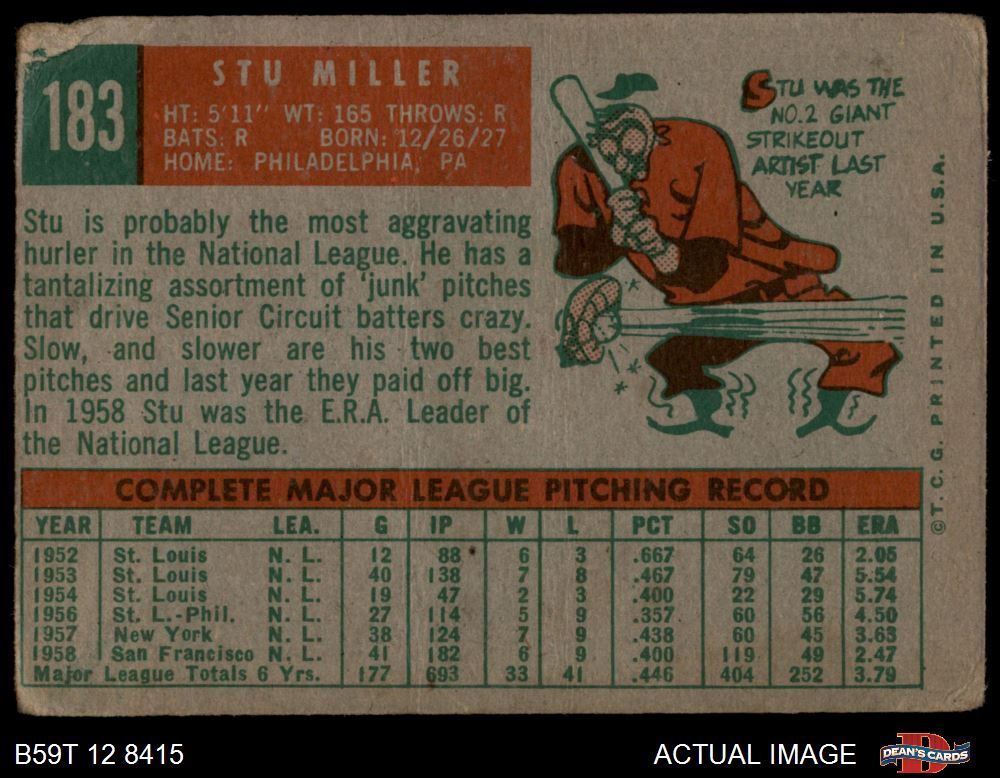 183
STU MILLER
HT: 5'11" WT: 165 THROWS: R
BATS: R BORN: 12/26/27
HOME: PHILADELPHIA, PA
STU WAS THE
NO.2 GIANT
STRIKEOUT
ARTIST LAST
YEAR
Stu is probably the most aggravating
hurler in the National League. He has a
tantalizing assortment of 'junk' pitches
that drive Senior Circuit batters crazy.
Slow, and slower are his two best
pitches and last year they paid off big.
In 1958 Stu was the E.R.A. Leader of
the National League.
©T.C.G. PRINTED IN U.S.A.
COMPLETE MAJOR LEAGUE PITCHING RECORD
YEAR TEAM LEA. G IP W L PCT SO BB ERA
1952 St. Louis N. L. 12 88 6 3 .667 64 26 2.05
1953 St. Louis N. L. 40 138 7 8 .467 79 47 5.54
1954 St. Louis N. L. 19 47 2 3 .400 22 29 5.74
1956 St. L.-Phil. N. L. 27 114 5 9 .357 60 56 4.50
1957 New York N. L. 38 124 7 9 .438 60 45 3.63
1958 San Francisco N. L. 41 182 6 9 .400 119 49 2.47
Major League Totals 6 Yrs. 177 693 33 41 .446 404 252 3.79
B59T 12 8415
ACTUAL IMAGE
DEAN'S CARDS